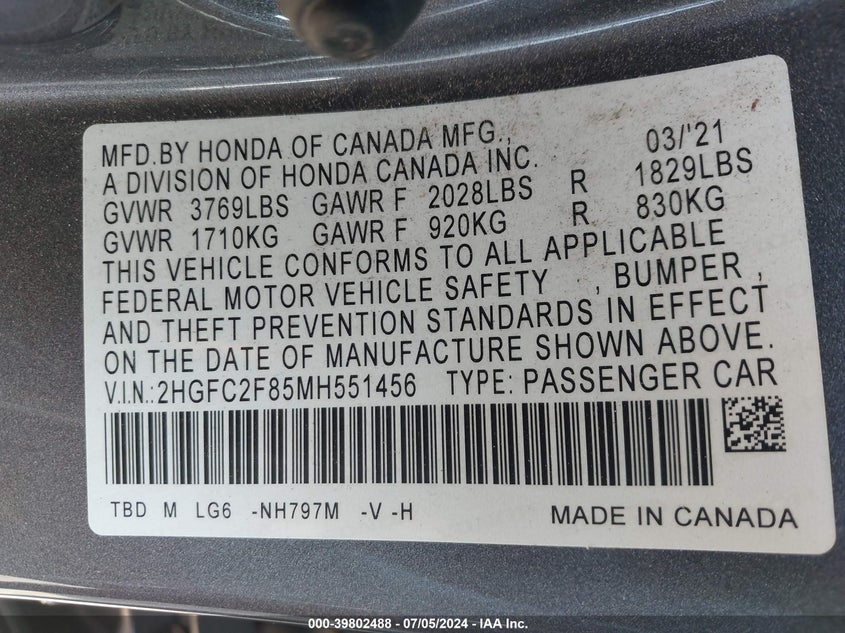 MFD.BY HONDA OF CANADA MFG., 03/'21
A DIVISION OF HONDA CANADA INC.
GVWR 3769LBS GAWR F 2028LBS R 1829LBS
GVWR 1710KG GAWR F 920KG R 830KG
THIS VEHICLE CONFORMS TO ALL APPLICABLE
FEDERAL MOTOR VEHICLE SAFETY , BUMPER ,
AND THEFT PREVENTION STANDARDS IN EFFECT
ON THE DATE OF MANUFACTURE SHOWN ABOVE.
V.I.N.:2HGFC2F85MH551456 TYPE: PASSENGER CAR
TBD M LG6 -NH797M -V -H MADE IN CANADA
000-39802488 | 07/05/2024 - IAA Inc.